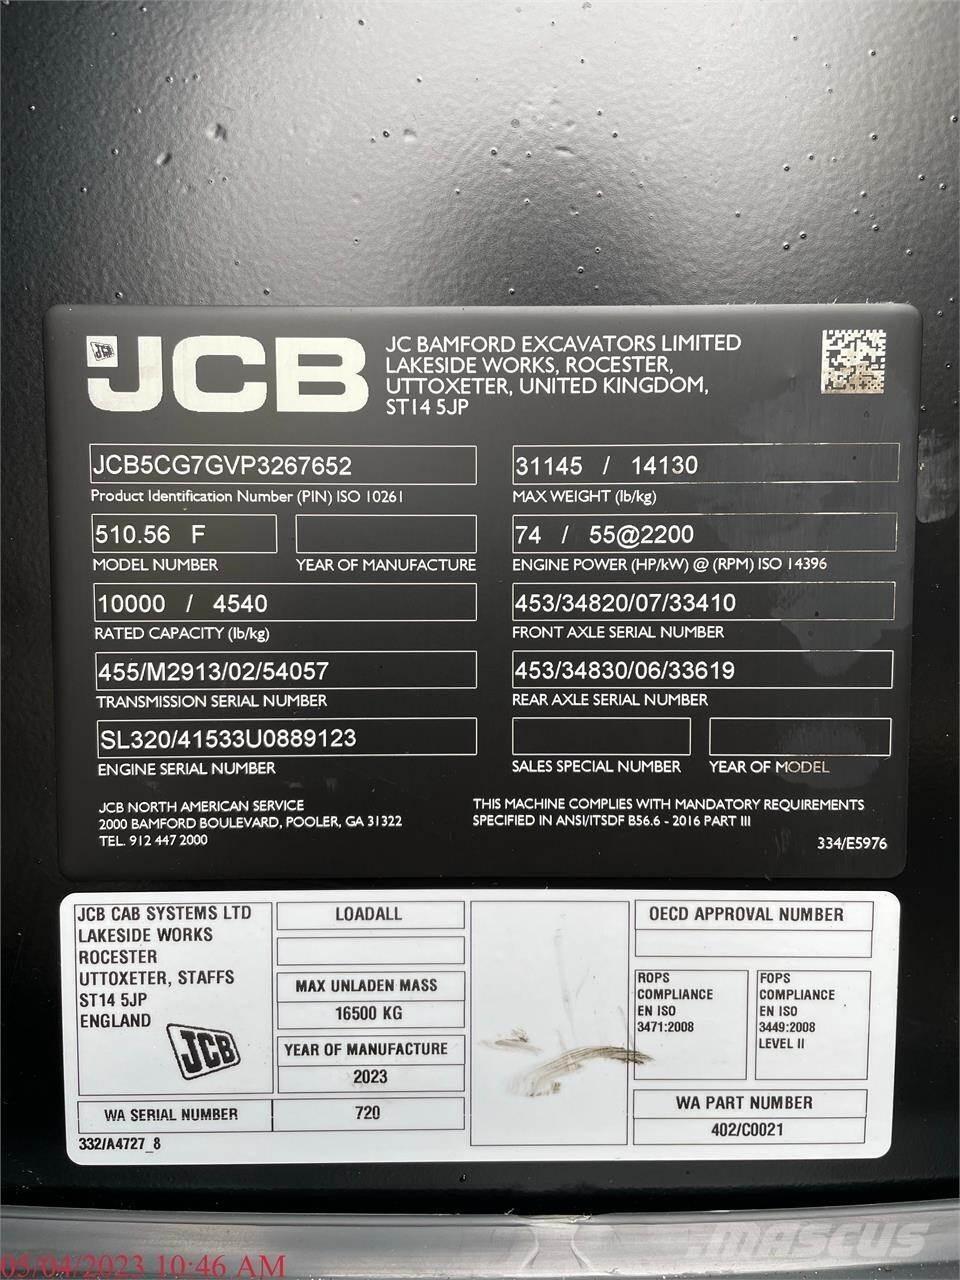 JCB
JC BAMFORD EXCAVATORS LIMITED
LAKESIDE WORKS, ROCESTER,
UTTOXETER, UNITED KINGDOM,
ST14 5JP
JCB5CG7GVP3267652
Product Identification Number (PIN) ISO 10261
31145 / 14130
MAX WEIGHT (lb/kg)
510.56 F
MODEL NUMBER
YEAR OF MANUFACTURE
74 / 55@2200
ENGINE POWER (HP/kW) @ (RPM) ISO 14396
10000 / 4540
RATED CAPACITY (lb/kg)
453/34820/07/33410
FRONT AXLE SERIAL NUMBER
455/M2913/02/54057
TRANSMISSION SERIAL NUMBER
453/34830/06/33619
REAR AXLE SERIAL NUMBER
SL320/41533U0889123
ENGINE SERIAL NUMBER
SALES SPECIAL NUMBER
YEAR OF MODEL
JCB NORTH AMERICAN SERVICE
2000 BAMFORD BOULEVARD, POOLER, GA 31322
TEL. 912 447 2000
THIS MACHINE COMPLIES WITH MANDATORY REQUIREMENTS
SPECIFIED IN ANSI/ITSDF B56.6 - 2016 PART III
334/E5976
JCB CAB SYSTEMS LTD
LAKESIDE WORKS
ROCESTER
UTTOXETER, STAFFS
ST14 5JP
ENGLAND
JCB
WA SERIAL NUMBER
332/A4727_8
LOADALL
MAX UNLADEN MASS
16500 KG
YEAR OF MANUFACTURE
2023
720
OECD APPROVAL NUMBER
ROPS
COMPLIANCE
EN ISO
3471:2008
FOPS
COMPLIANCE
EN ISO
3449:2008
LEVEL II
WA PART NUMBER
402/C0021
05/04/2023 10:46 AM
MASCUS